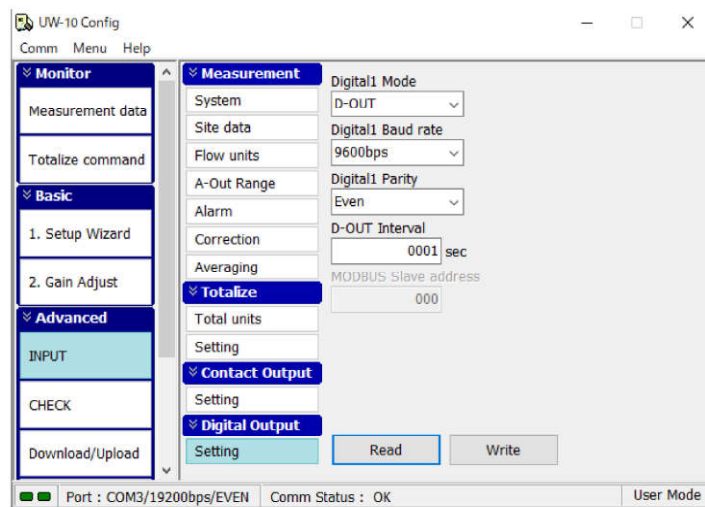 UW-10 Config
Comm Menu Help
Monitor
Measurement data
Totalize command
Basic
1. Setup Wizard
2. Gain Adjust
Advanced
INPUT
CHECK
Download/Upload
Measurement
System
Site data
Flow units
A-Out Range
Alarm
Correction
Averaging
Totalize
Total units
Setting
Contact Output
Setting
Digital Output
Setting
Digital1 Mode
D-OUT
Digital1 Baud rate
9600bps
Digital1 Parity
Even
D-OUT Interval
0001 sec
MODBUS Slave address
000
Read Write
Port : COM3/19200bps/EVEN Comm Status : OK User Mode